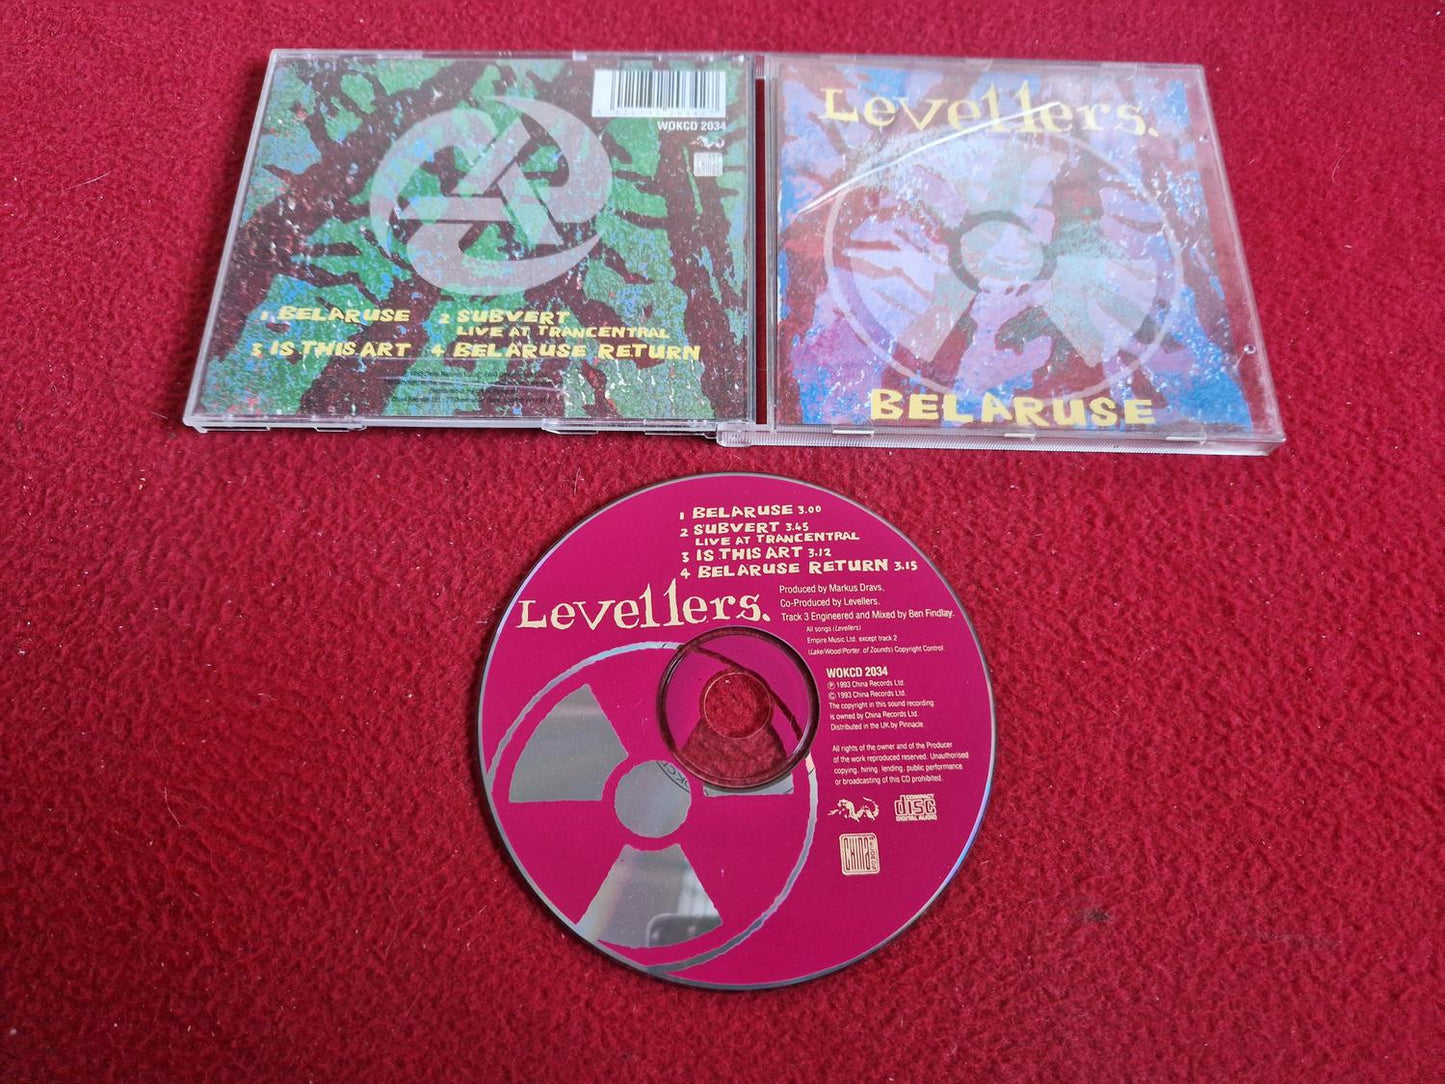 WOKCD 2034
1 BELARUSE 2 SUBVERT
LIVE AT TRANCENTRAL
3 IS THIS ART 4 BELARUSE RETURN
Levellers.
BELARUSE
1 BELARUSE 3.00
2 SUBVERT 3.45
LIVE AT TRANCENTRAL
3 IS THIS ART 3.12
4 BELARUSE RETURN 3.15
Levellers.
Produced by Markus Dravs,
Co-Produced by Levellers.
Track 3 Engineered and Mixed by Ben Findlay.
All songs (Levellers)
Empire Music Ltd. except track 2
(Lake/Wood/Porter. of Zounds) Copyright Control.
WOKCD 2034
℗ 1993 China Records Ltd.
© 1993 China Records Ltd.
The copyright in this sound recording
is owned by China Records Ltd.
Distributed in the UK by Pinnacle.
All rights of the owner and of the Producer
of the work reproduced reserved. Unauthorised
copying, hiring, lending, public performance
or broadcasting of this CD prohibited.
COMPACT
disc
DIGITAL AUDIO
CHINA